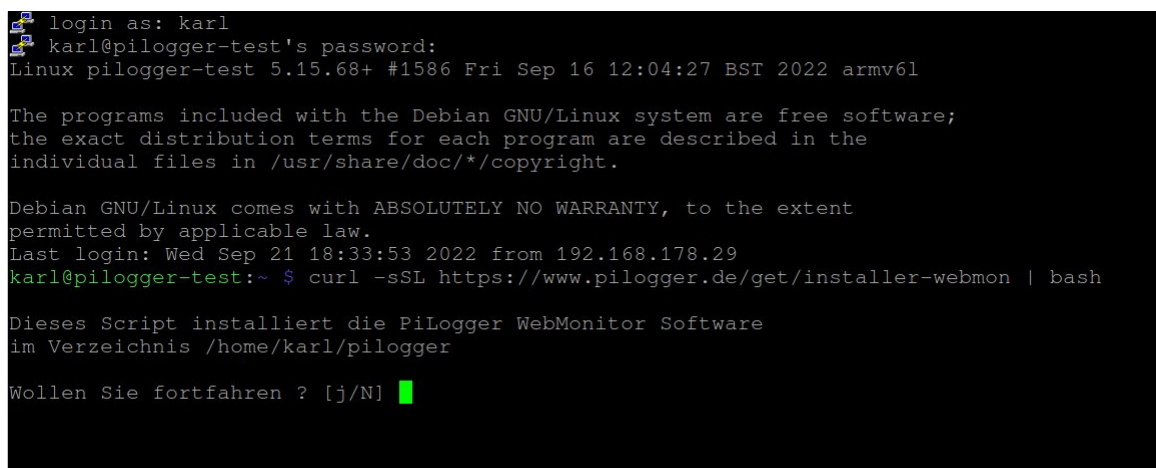 login as: karl
karl@pilogger-test's password:
Linux pilogger-test 5.15.68+ #1586 Fri Sep 16 12:04:27 BST 2022 armv6l
The programs included with the Debian GNU/Linux system are free software;
the exact distribution terms for each program are described in the
individual files in /usr/share/doc/*/copyright.
Debian GNU/Linux comes with ABSOLUTELY NO WARRANTY, to the extent
permitted by applicable law.
Last login: Wed Sep 21 18:33:53 2022 from 192.168.178.29
karl@pilogger-test:~ $ curl -sSL https://www.pilogger.de/get/installer-webmon | bash
Dieses Script installiert die PiLogger WebMonitor Software
im Verzeichnis /home/karl/pilogger
Wollen Sie fortfahren ? [j/N]